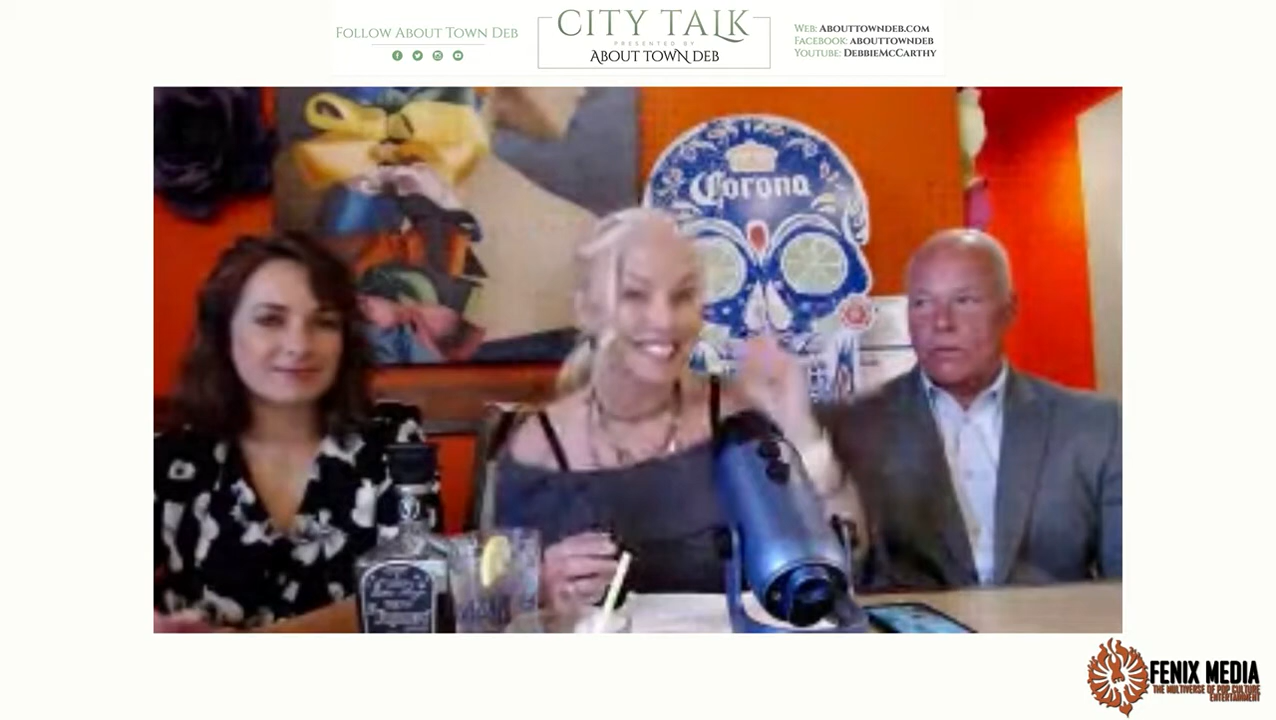 FOLLOW ABOUT TOWN DEB
CITY TALK
PRESENTED BY
ABOUT TOWN DEB
WEB: ABOUTTOWNDEB.COM
FACEBOOK: ABOUTTOWNDEB
YOUTUBE: DEBBIEMCCARTHY
Corona
FENIX MEDIA
THE MULTIVERSE OF POP CULTURE
ENTERTAINMENT